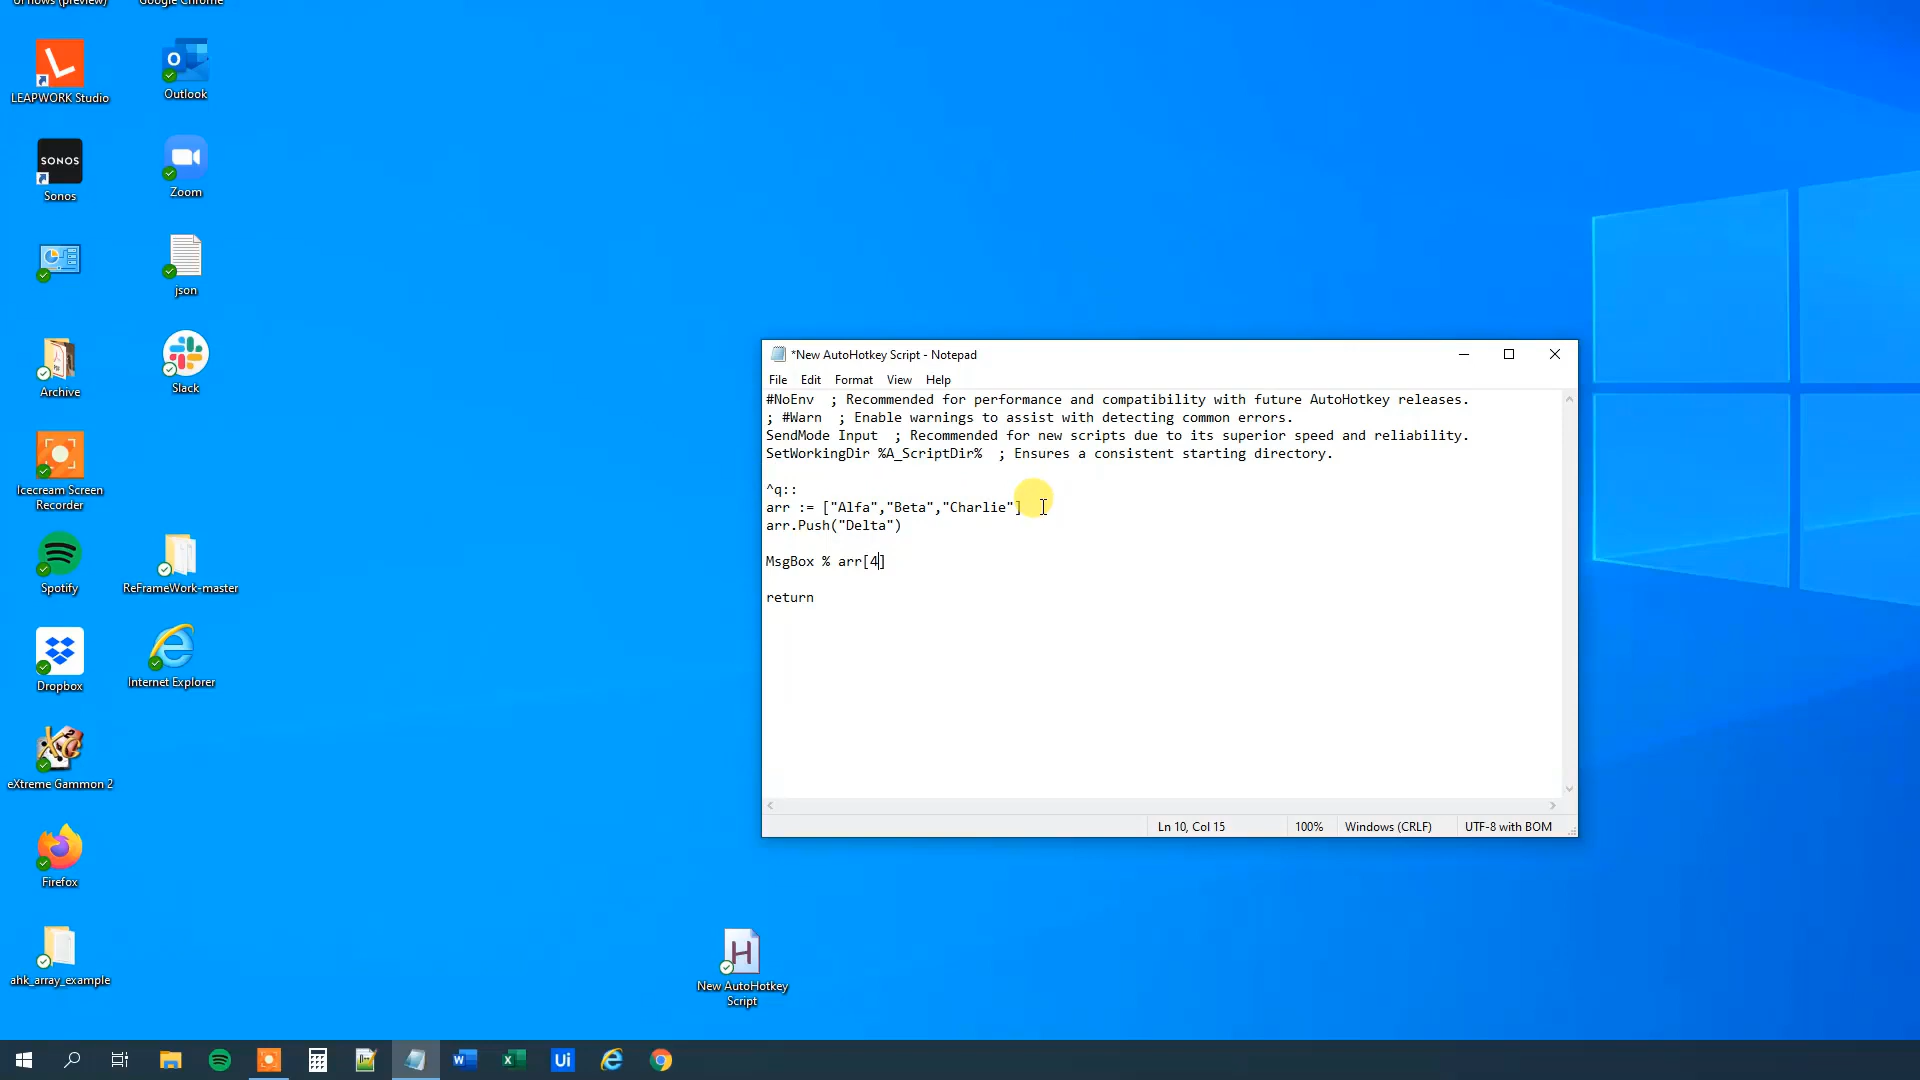 UiFlows (preview)
Google Chrome
LEAPWORK Studio
Outlook
SONOS
Sonos
Zoom
json
Archive
Slack
Icecream Screen
Recorder
Spotify
ReFrameWork-master
Dropbox
Internet Explorer
eXtreme Gammon 2
Firefox
ahk_array_example
New AutoHotkey
Script
*New AutoHotkey Script - Notepad
File Edit Format View Help
#NoEnv  ; Recommended for performance and compatibility with future AutoHotkey releases.
; #Warn  ; Enable warnings to assist with detecting common errors.
SendMode Input  ; Recommended for new scripts due to its superior speed and reliability.
SetWorkingDir %A_ScriptDir%  ; Ensures a consistent starting directory.
^q::
arr := ["Alfa","Beta","Charlie"]
arr.Push("Delta")
MsgBox % arr[4]
return
Ln 10, Col 15 100% Windows (CRLF) UTF-8 with BOM